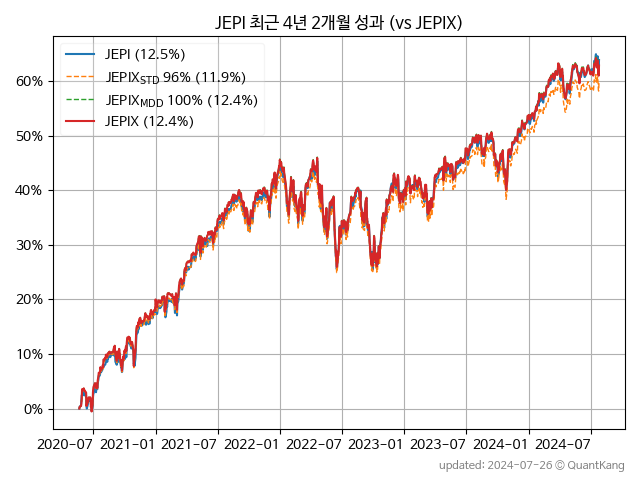 JEPI 최근 4년 2개월 성과 (vs JEPIX)
JEPI (12.5%)
JEPIXSTD 96% (11.9%)
JEPIXMDD 100% (12.4%)
JEPIX (12.4%)
60%
50%
40%
30%
20%
10%
0%
2020-07 2021-01 2021-07 2022-01 2022-07 2023-01 2023-07 2024-01 2024-07
updated: 2024-07-26 © QuantKang